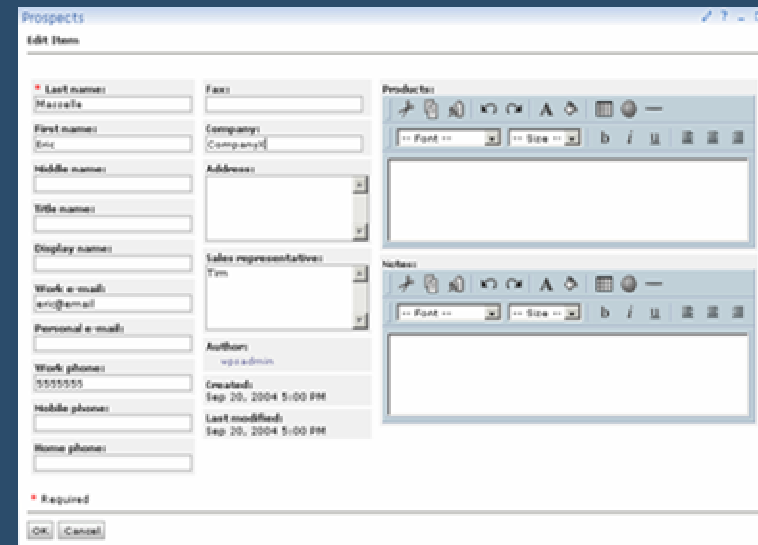 Prospects
Edit Item
* Last name:
Masselle
First name:
Eric
Middle name:
Title name:
Display name:
Work e-mail:
eric@email
Personal e-mail:
Work phone:
5555555
Mobile phone:
Home phone:
Fax:
Company:
CompanyX
Address:
Sales representative:
Tim
Author:
wpsadmin
Created:
Sep 20, 2004 5:00 PM
Last modified:
Sep 20, 2004 5:00 PM
Products:
-- Font -- -- Size -- b i u
Notes:
-- Font -- -- Size -- b i u
* Required
OK Cancel